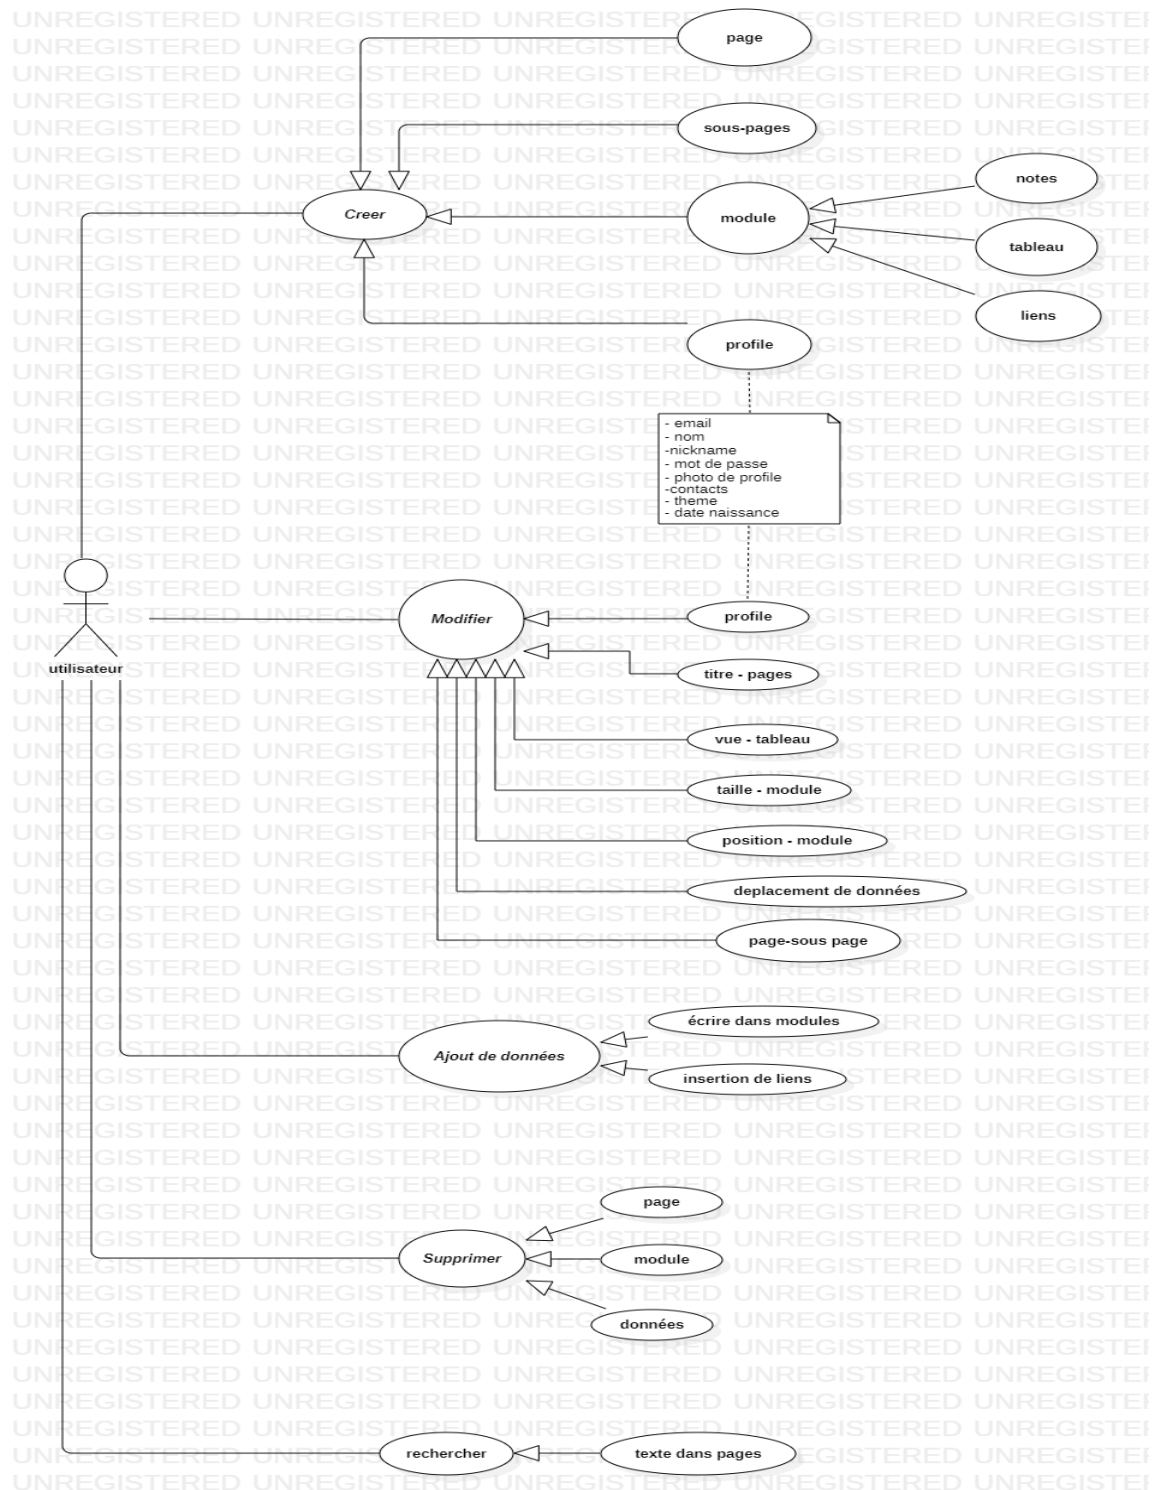 page
sous-pages
notes
Creer
module
tableau
liens
profile
- email
- nom
-nickname
- mot de passe
- photo de profile
-contacts
- theme
- date naissance
Modifier
profile
utilisateur
titre - pages
vue - tableau
taille - module
position - module
deplacement de données
page-sous page
écrire dans modules
Ajout de données
insertion de liens
page
Supprimer
module
données
rechercher
texte dans pages
UNREGISTERED